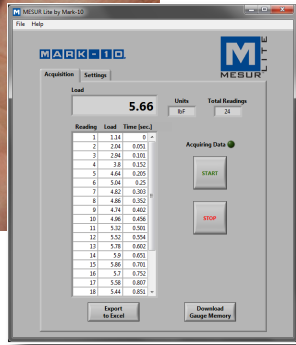 MESUR Lite by Mark-10
File Help
MARK-10
M
MESUR
LITE
Acquisition Settings
Load
5.66
Units
lbF
Total Readings
24
Reading Load Time [sec.]
1 1.14 0
2 2.04 0.051
3 2.94 0.101
4 3.8 0.152
5 4.64 0.205
6 5.04 0.25
7 4.82 0.303
8 4.86 0.352
9 4.74 0.402
10 4.96 0.456
11 5.32 0.501
12 5.52 0.554
13 5.78 0.602
14 5.9 0.651
15 5.86 0.701
16 5.7 0.752
17 5.58 0.807
18 5.44 0.851
Acquiring Data
START
STOP
Export
to Excel
Download
Gauge Memory